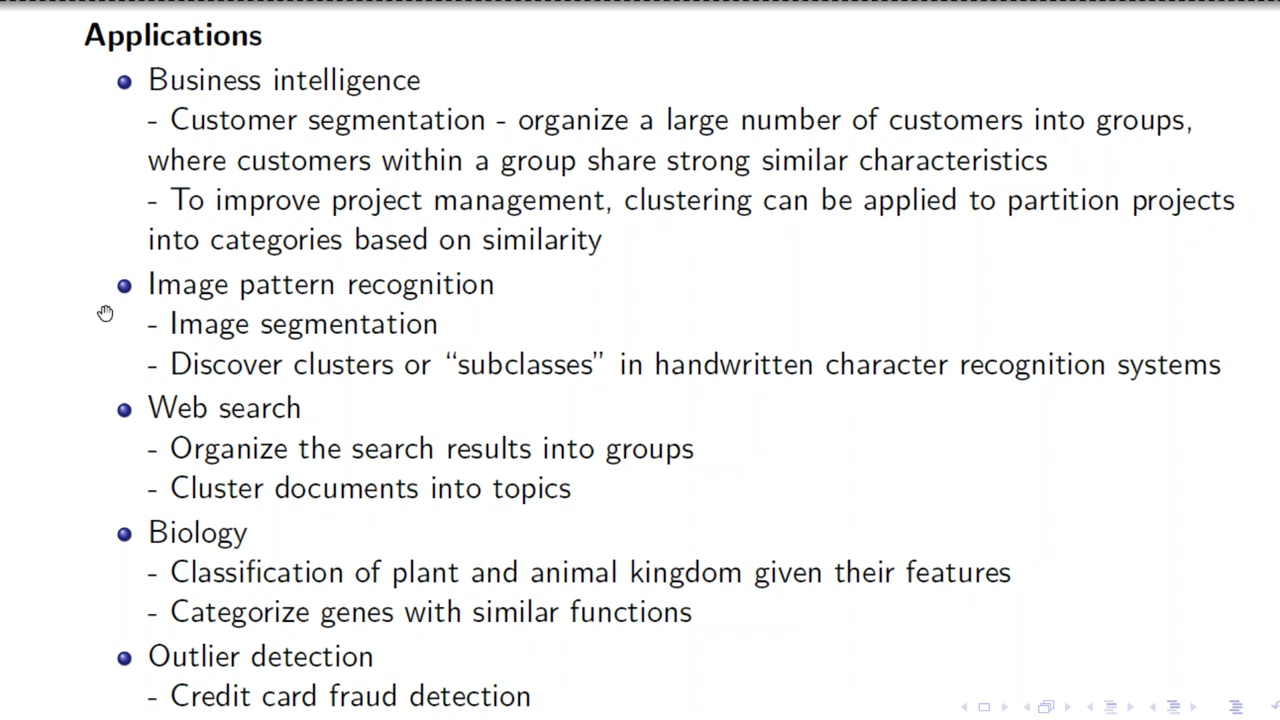 Applications
Business intelligence
- Customer segmentation - organize a large number of customers into groups,
where customers within a group share strong similar characteristics
- To improve project management, clustering can be applied to partition projects
into categories based on similarity
Image pattern recognition
- Image segmentation
- Discover clusters or “subclasses” in handwritten character recognition systems
Web search
- Organize the search results into groups
- Cluster documents into topics
Biology
- Classification of plant and animal kingdom given their features
- Categorize genes with similar functions
Outlier detection
- Credit card fraud detection